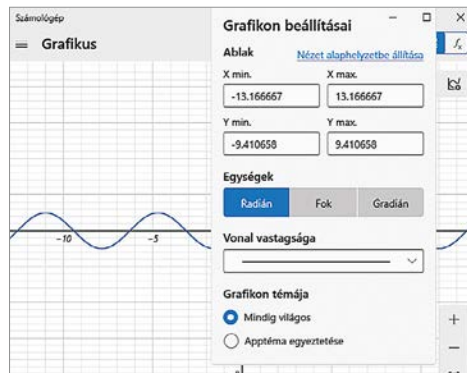 Számológép
Grafikus
Grafikon beállításai
Ablak
Nézet alaphelyzetbe állítása
X min.
X max.
-13.166667
13.166667
Y min.
Y max.
-9.410658
9.410658
Egységek
Radián
Fok
Gradián
Vonal vastagsága
Grafikon témája
Mindig világos
Apptéma egyeztetése
-10
-5